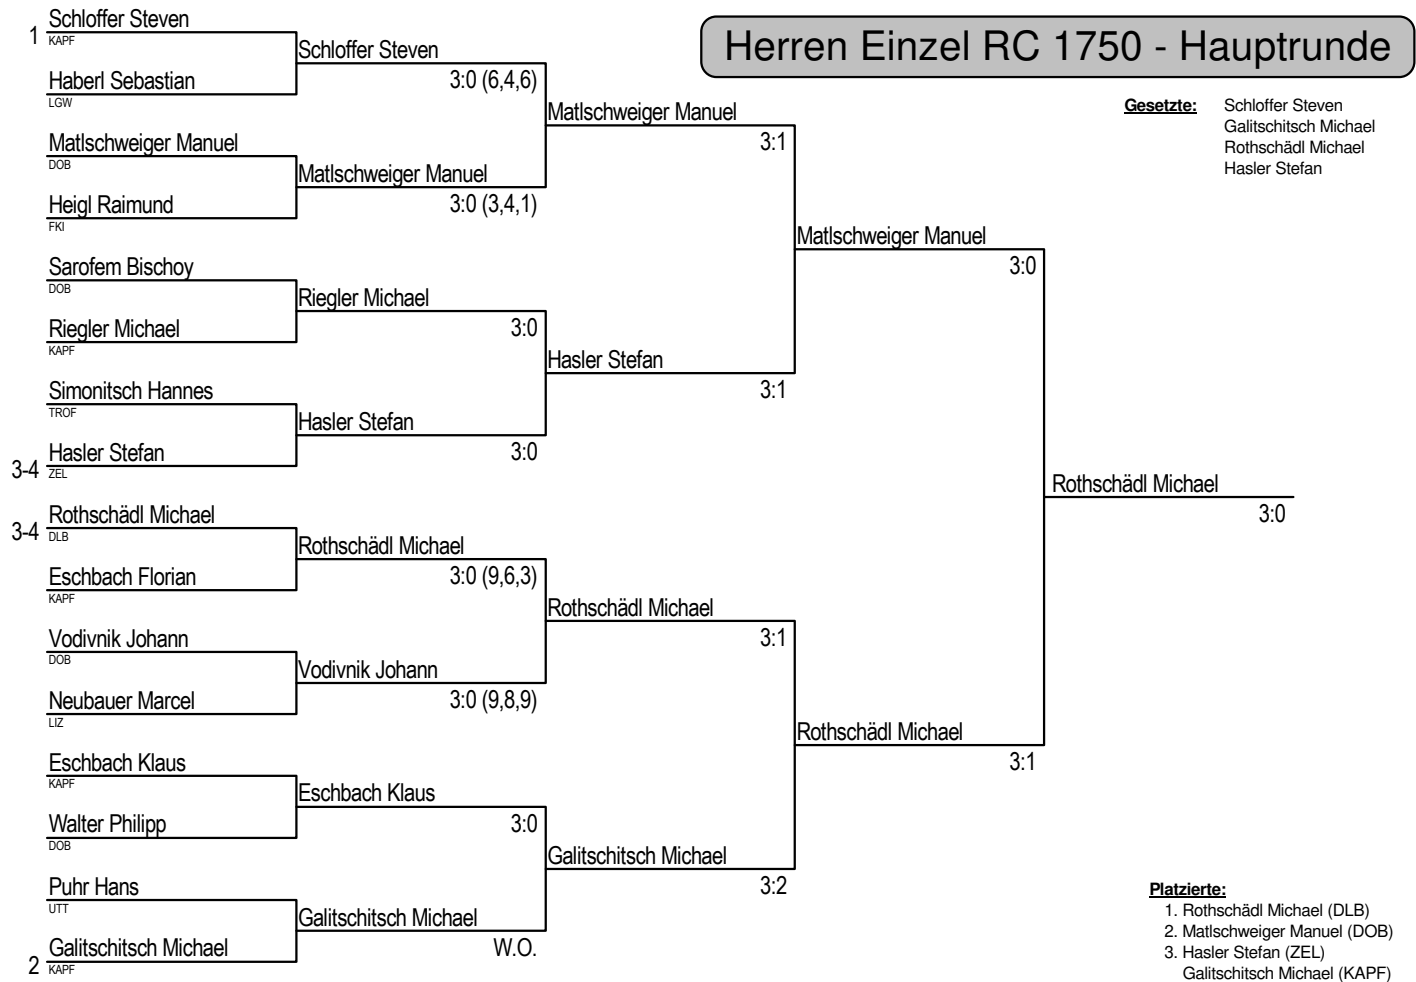 Herren Einzel RC 1750 - Hauptrunde
Gesetzte: Schloffer Steven
Galitschitsch Michael
Rothschädl Michael
Hasler Stefan
1 Schloffer Steven
KAPF
Haberl Sebastian
LGW
Matlschweiger Manuel
DOB
Heigl Raimund
FKI
Sarofem Bischoy
DOB
Riegler Michael
KAPF
Simonitsch Hannes
TROF
3-4 Hasler Stefan
ZEL
3-4 Rothschädl Michael
DLB
Eschbach Florian
KAPF
Vodivnik Johann
DOB
Neubauer Marcel
LIZ
Eschbach Klaus
KAPF
Walter Philipp
DOB
Puhr Hans
UTT
2 Galitschitsch Michael
KAPF
Schloffer Steven
3:0 (6,4,6)
Matlschweiger Manuel
3:0 (3,4,1)
Riegler Michael
3:0
Hasler Stefan
3:0
Rothschädl Michael
3:0 (9,6,3)
Vodivnik Johann
3:0 (9,8,9)
Eschbach Klaus
3:0
Galitschitsch Michael
W.O.
Matlschweiger Manuel
3:1
Hasler Stefan
3:1
Rothschädl Michael
3:1
Galitschitsch Michael
3:2
Matlschweiger Manuel
3:0
Rothschädl Michael
3:1
Rothschädl Michael
3:0
Platzierte:
1. Rothschädl Michael (DLB)
2. Matlschweiger Manuel (DOB)
3. Hasler Stefan (ZEL)
Galitschitsch Michael (KAPF)